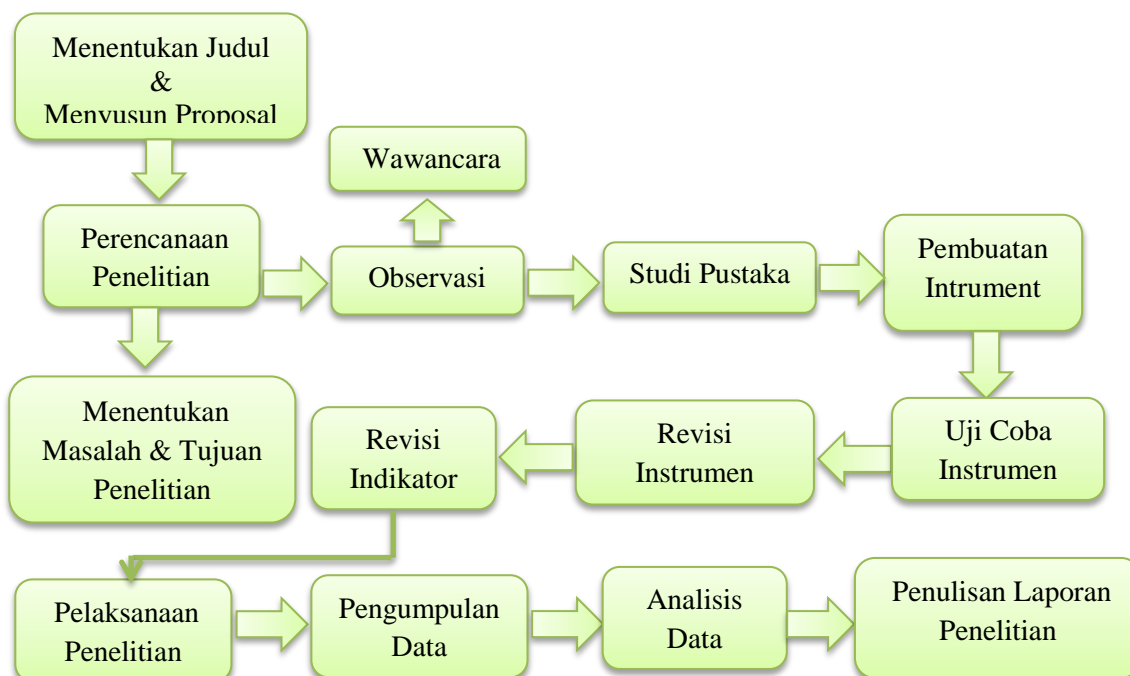 Menentukan Judul
&
Menyusun Proposal
Wawancara
Perencanaan
Penelitian
Observasi
Studi Pustaka
Pembuatan
Intrument
Menentukan
Masalah & Tujuan
Penelitian
Revisi
Indikator
Revisi
Instrumen
Uji Coba
Instrumen
Pelaksanaan
Penelitian
Pengumpulan
Data
Analisis
Data
Penulisan Laporan
Penelitian